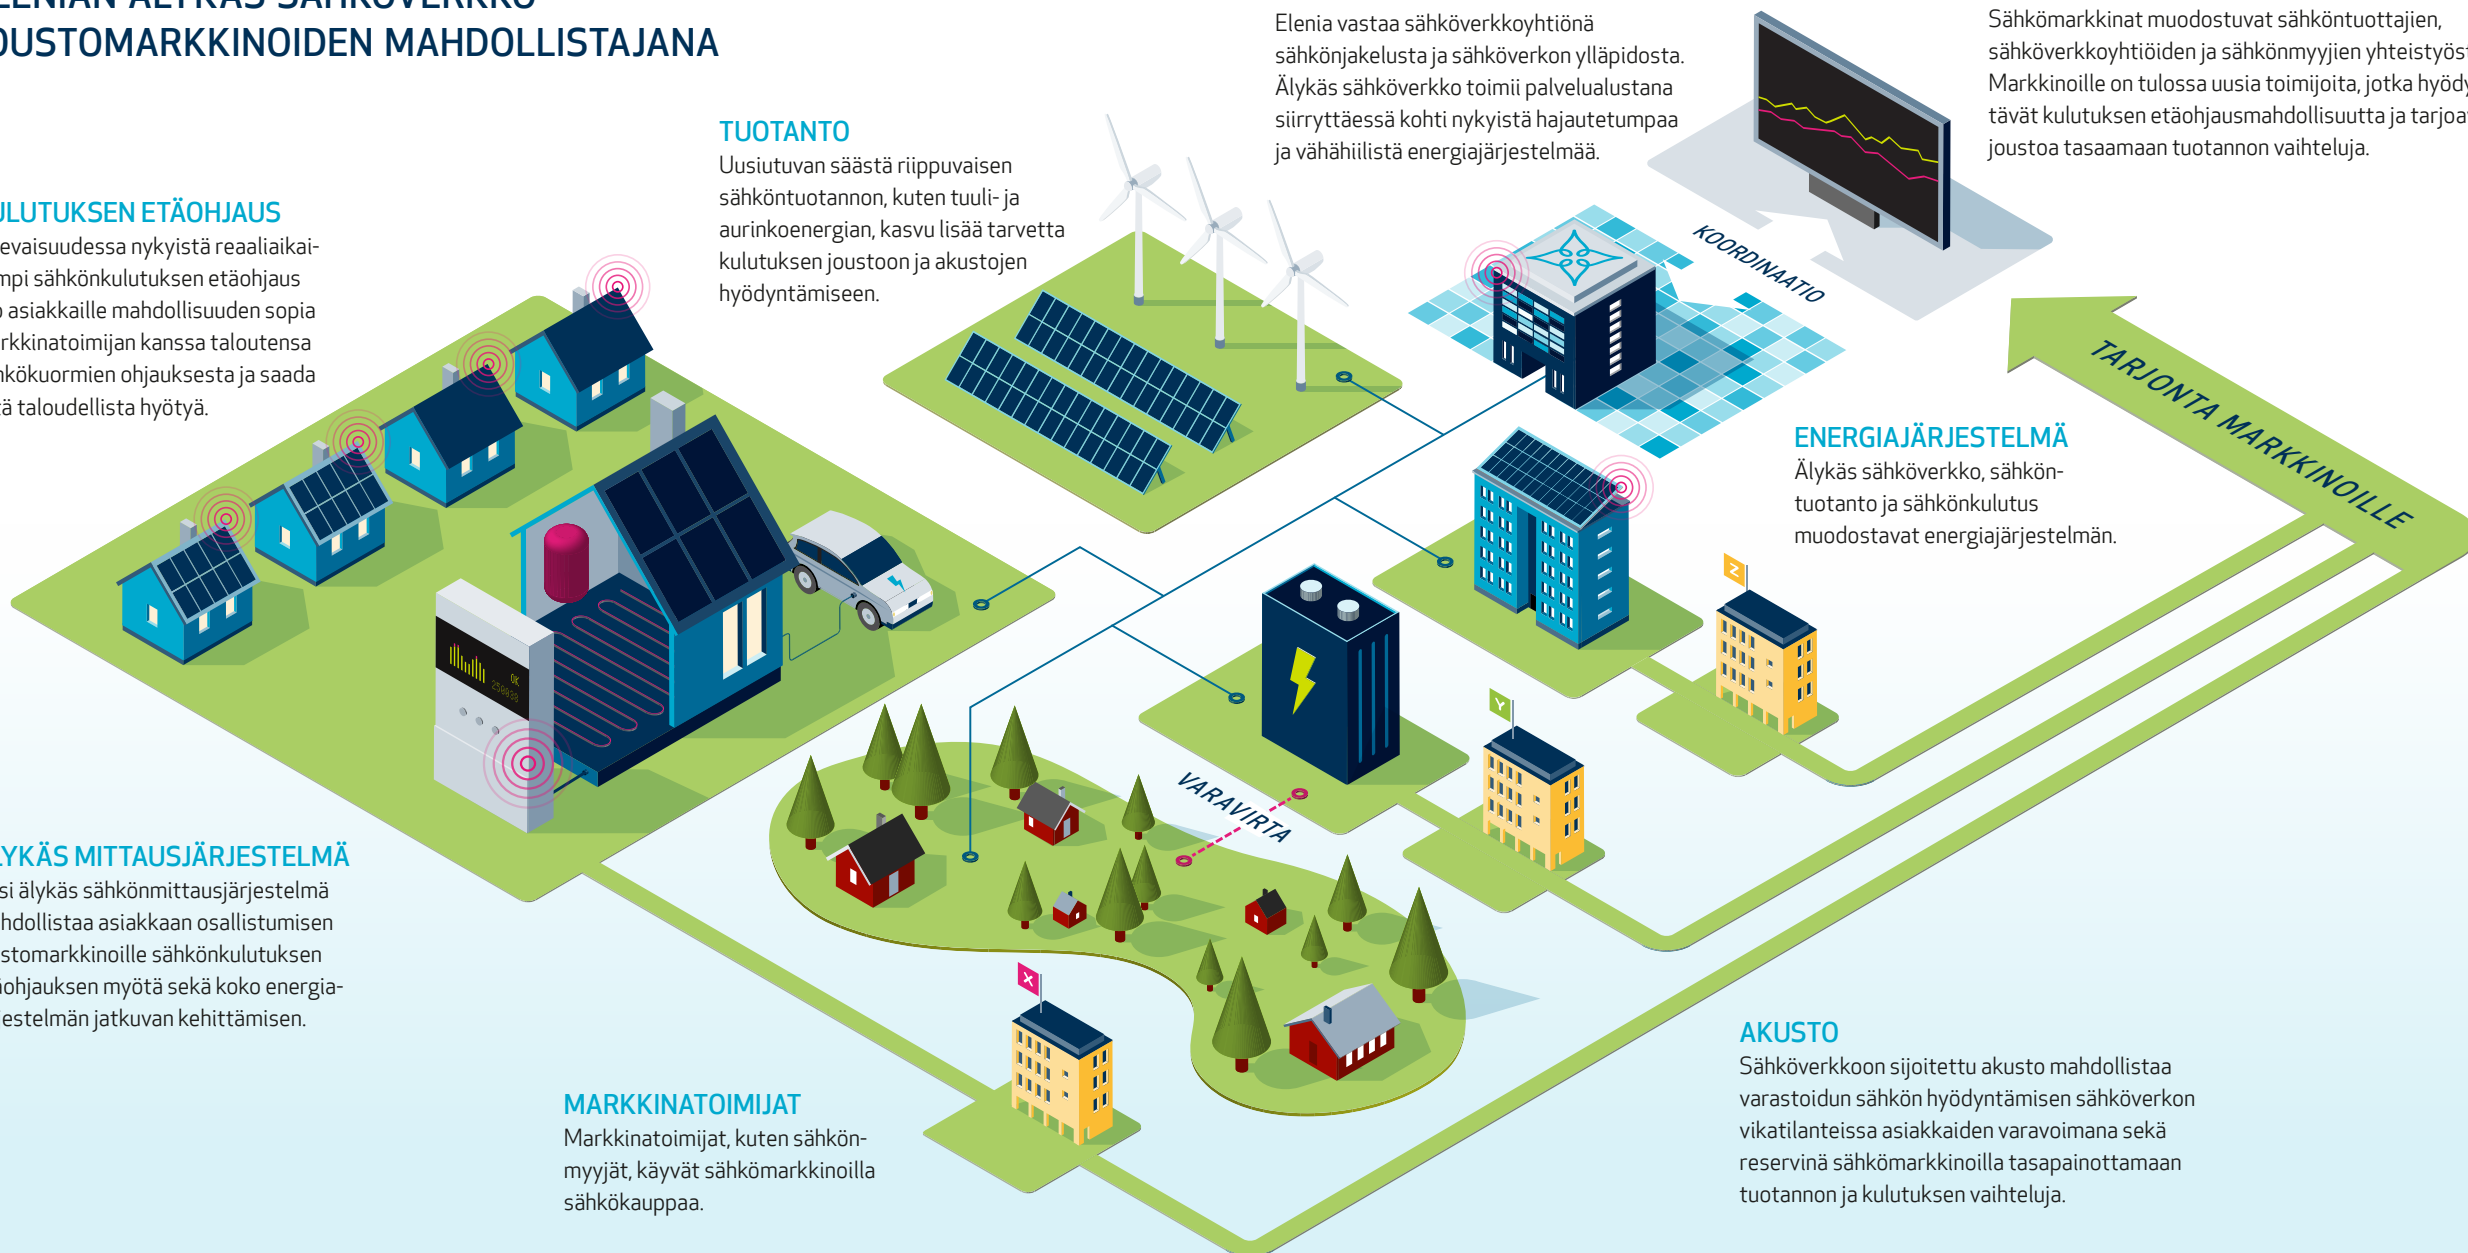 LENIAN ÄLYKÄS SÄHKÖVERKKO
OUSTOMARKKINOIDEN MAHDOLLISTAJANA
Elenia vastaa sähköverkkoyhtiönä
sähkönjakelusta ja sähköverkon ylläpidosta.
Älykäs sähköverkko toimii palvelualustana
siirryttäessä kohti nykyistä hajautetumpaa
ja vähähiilistä energiajärjestelmää.
Sähkömarkkinat muodostuvat sähköntuottajien,
sähköverkkoyhtiöiden ja sähkönmyyjien yhteistyöst
Markkinoille on tulossa uusia toimijoita, jotka hyödy
tävät kulutuksen etäohjausmahdollisuutta ja tarjoa
joustoa tasaamaan tuotannon vaihteluja.
TUOTANTO
Uusiutuvan säästä riippuvaisen
sähköntuotannon, kuten tuuli- ja
aurinkoenergian, kasvu lisää tarvetta
kulutuksen joustoon ja akustojen
hyödyntämiseen.
ULUTUKSEN ETÄOHJAUS
evaisuudessa nykyistä reaaliaikai-
mpi sähkönkulutuksen etäohjaus
o asiakkaille mahdollisuuden sopia
rkkinatoimijan kanssa taloutensa
hkökuormien ohjauksesta ja saada
tä taloudellista hyötyä.
KOORDINAATIO
TARJONTA MARKKINOILLE
ENERGIAJÄRJESTELMÄ
Älykäs sähköverkko, sähkön-
tuotanto ja sähkönkulutus
muodostavat energiajärjestelmän.
Z
OK
250038
Y
VARAVIRTA
LYKÄS MITTAUSJÄRJESTELMÄ
si älykäs sähkönmittausjärjestelmä
hdollistaa asiakkaan osallistumisen
stomarkkinoille sähkönkulutuksen
äohjauksen myötä sekä koko energia-
jestelmän jatkuvan kehittämisen.
X
MARKKINATOIMIJAT
Markkinatoimijat, kuten sähkön-
myyjät, käyvät sähkömarkkinoilla
sähkökauppaa.
AKUSTO
Sähköverkkoon sijoitettu akusto mahdollistaa
varastoidun sähkön hyödyntämisen sähköverkon
vikatilanteissa asiakkaiden varavoimana sekä
reservinä sähkömarkkinoilla tasapainottamaan
tuotannon ja kulutuksen vaihteluja.